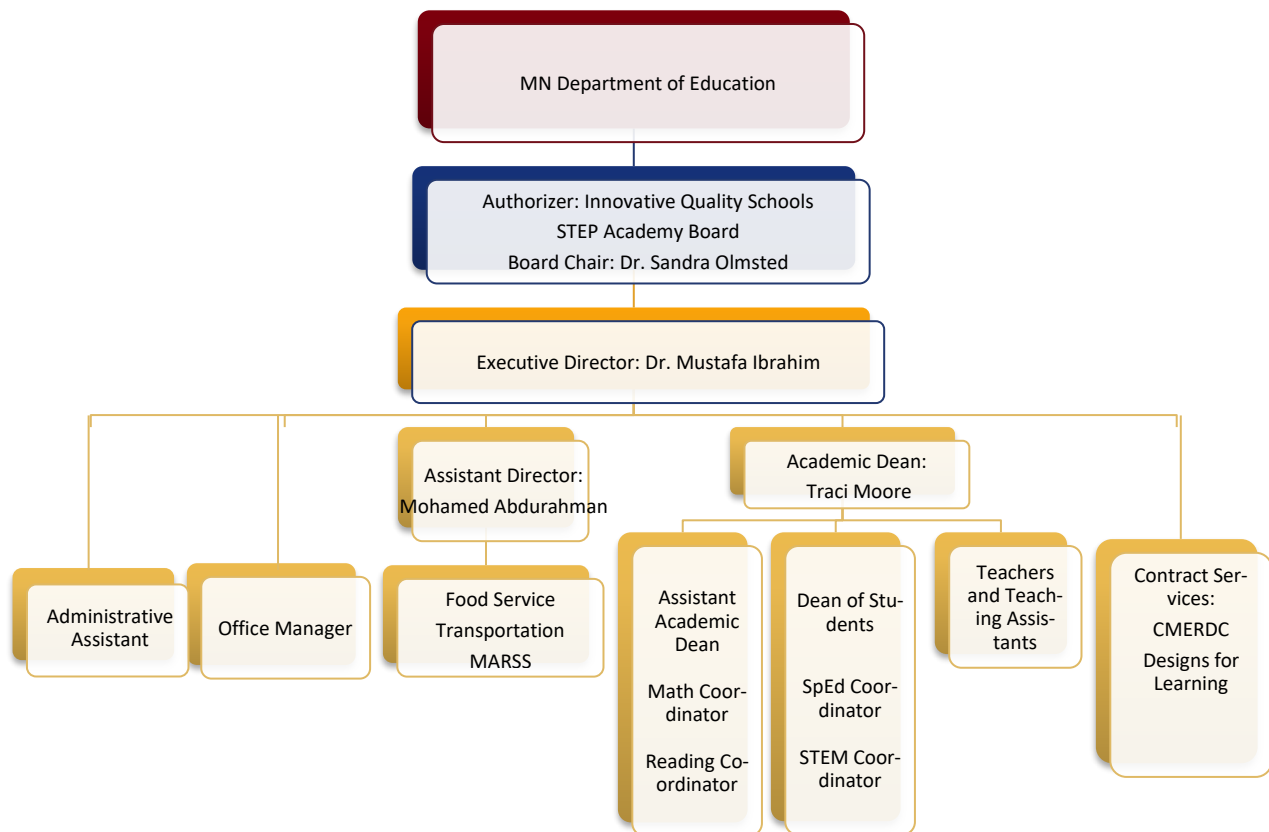 MN Department of Education
Authorizer: Innovative Quality Schools
STEP Academy Board
Board Chair: Dr. Sandra Olmsted
Executive Director: Dr. Mustafa Ibrahim
Assistant Director:
Mohamed Abdurahman
Academic Dean:
Traci Moore
Administrative
Assistant
Office Manager
Food Service
Transportation
MARSS
Assistant
Academic
Dean
Math Coor-
dinator
Reading Co-
ordinator
Dean of Stu-
dents
SpEd Coor-
dinator
STEM Coor-
dinator
Teachers
and Teach-
ing Assis-
tants
Contract Ser-
vices:
CMERDC
Designs for
Learning